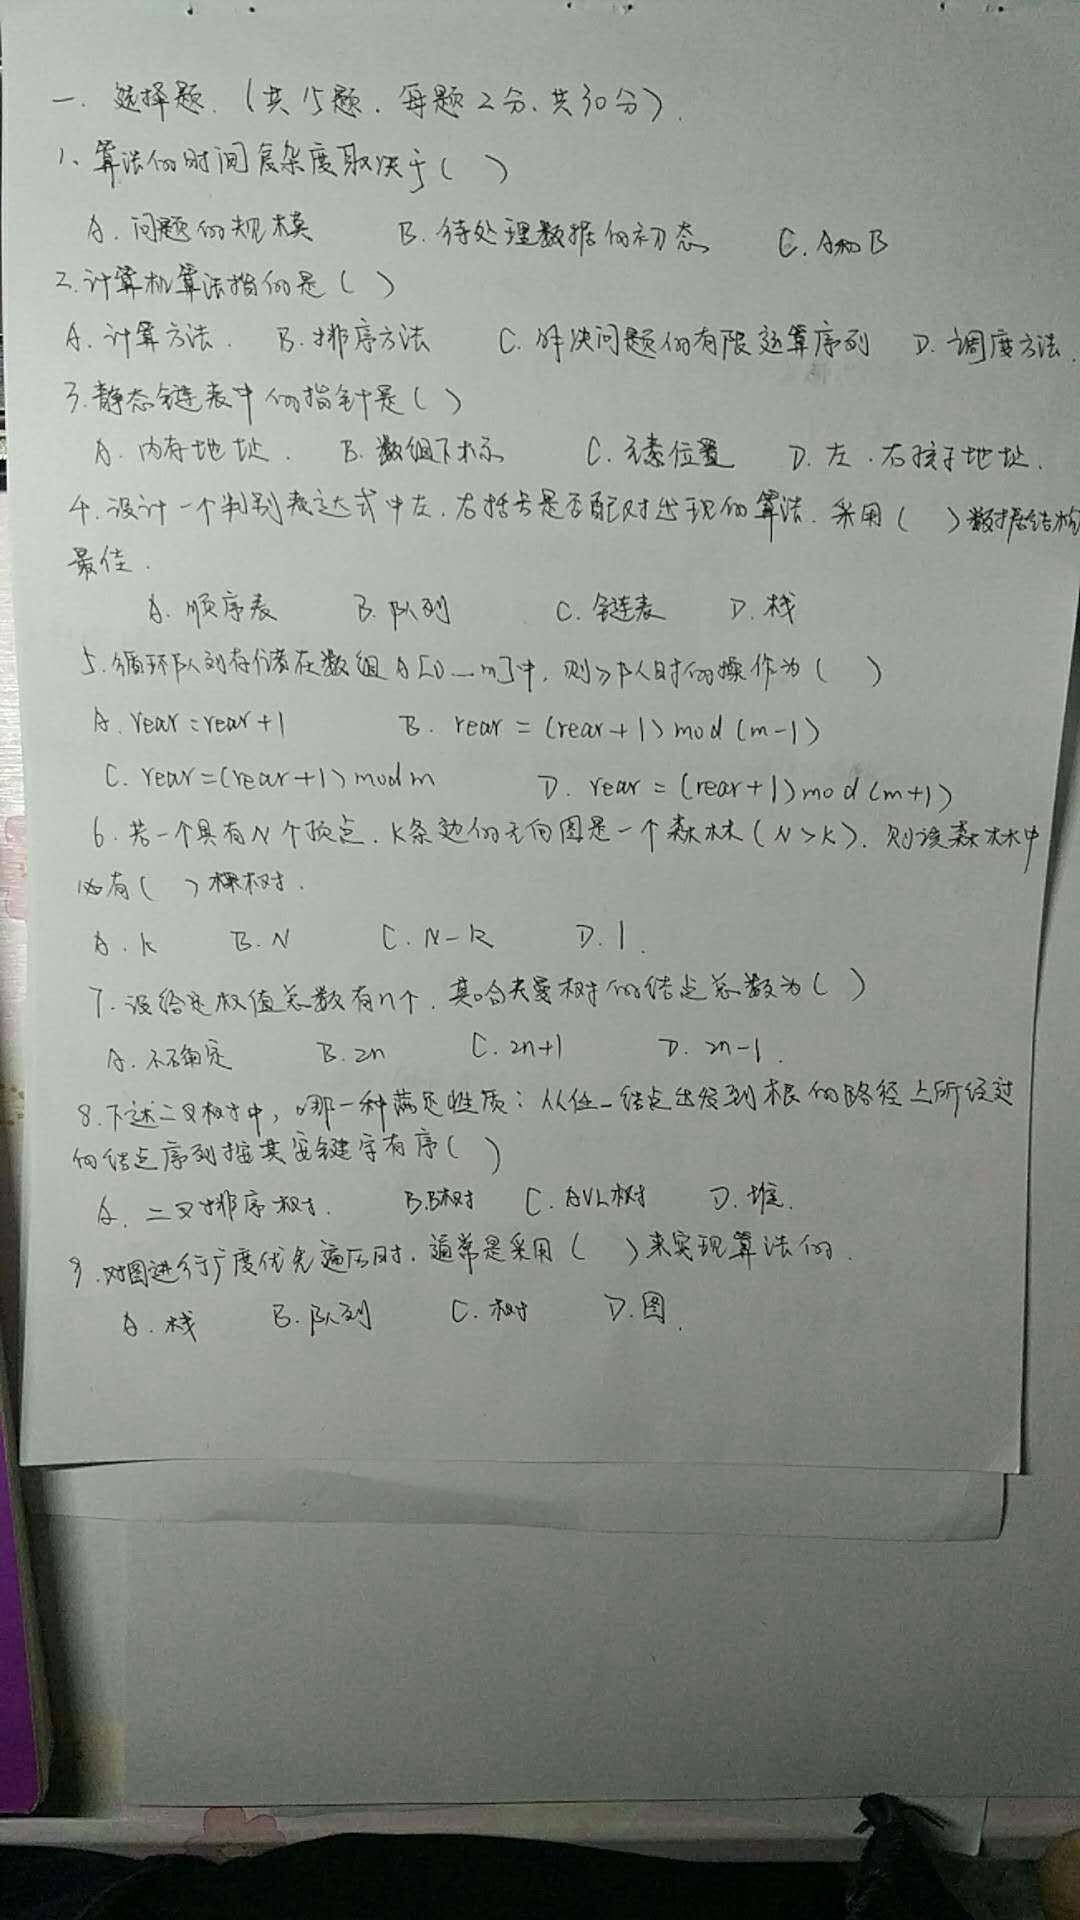 一. 选择题.(共15题.每题2分、共30分).
1、算法的时间复杂度取决于( )
A. 问题的规模 B. 待处理数据的初态 C. A和B
2.计算机算法指的是( )
A. 计算方法. B. 排序方法 C. 解决问题的有限运算序列 D. 调度方法.
3.静态链表中的指针是( )
A. 内存地址. B. 数组下标 C. 元素位置 D. 左.右孩子地址.
4.设计一个判别表达式中左.右括号是否配对出现的算法.采用( )数据结构
最佳.
A. 顺序表 B. 队列 C. 链表 D. 栈
5.循环队列存储在数组A[0—m]中.则入队时的操作为( )
A. rear=rear+1 B. rear=(rear+1)mod(m-1)
C. rear=(rear+1)modm D. rear=(rear+1)mod(m+1)
6.若一个具有N个顶点.K条边的无向图是一个森林(N>K).则该森林中
必有( )棵树.
A. K B. N C. N-K D. 1.
7.设给定权值总数有n个.其哈夫曼树的结点总数为( )
A. 不确定 B. 2n C. 2n+1 D. 2n-1.
8.下述二叉树中,哪一种满足性质:从任一结点出发到根的路径上所经过
的结点序列按其关键字有序( )
A. 二叉排序树. B.B树 C. AVL树 D. 堆.
9.对图进行广度优先遍历时.通常是采用( )来实现算法的.
A. 栈 B. 队列 C. 树 D. 图.